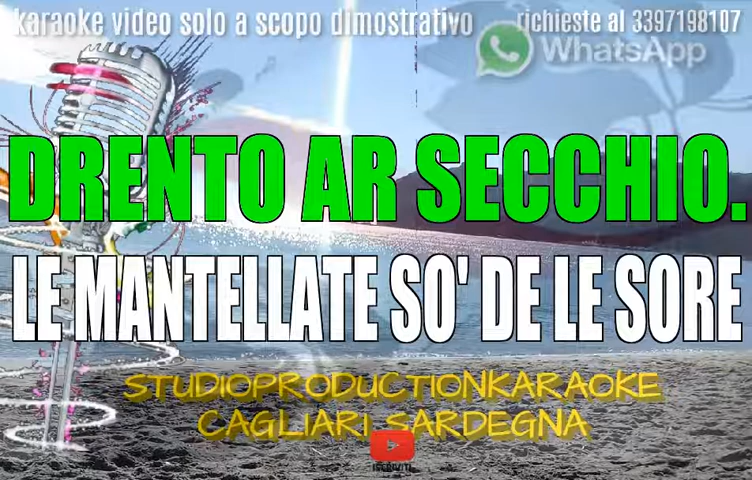 karaoke video solo a scopo dimostrativo
richieste al 3397198107
WhatsApp
DRENTO AR SECCHIO.
LE MANTELLATE SO' DE LE SORE
STUDIOPRODUCTIONKARAOKE
CAGLIARI SARDEGNA
ISCRIVITI